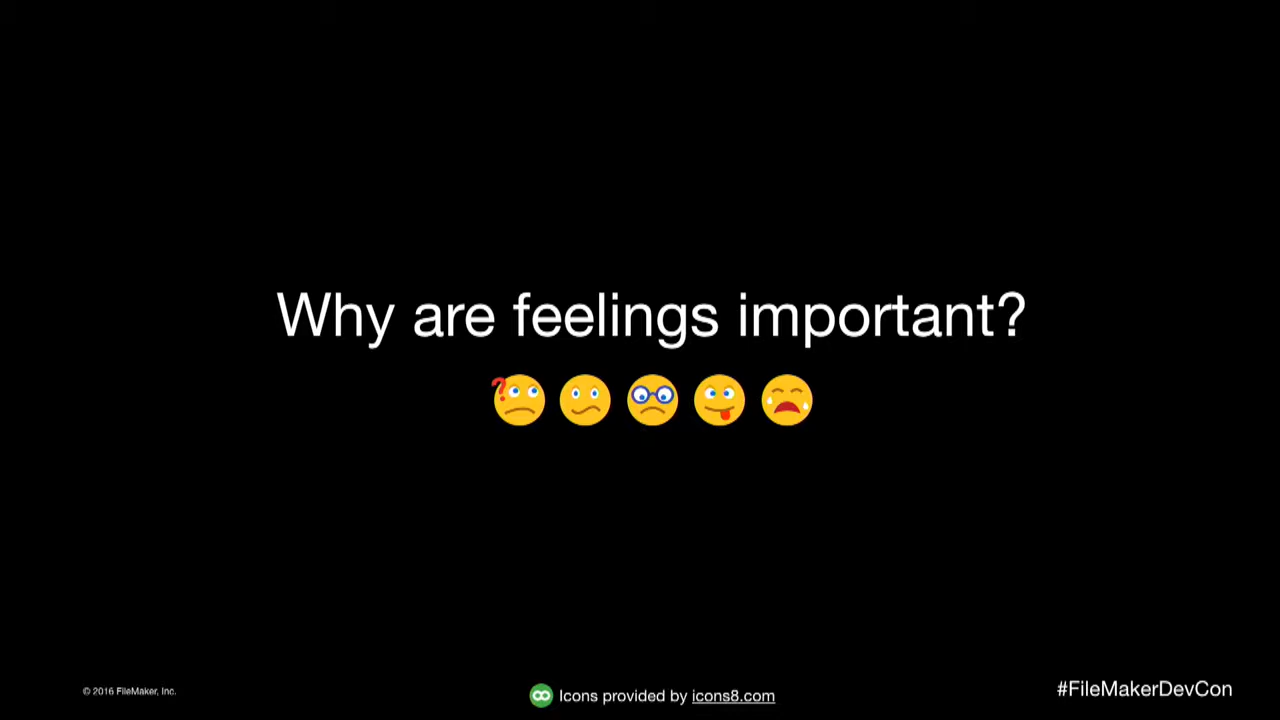 Why are feelings important?
© 2016 FileMaker, Inc.
Icons provided by icons8.com
#FileMakerDevCon